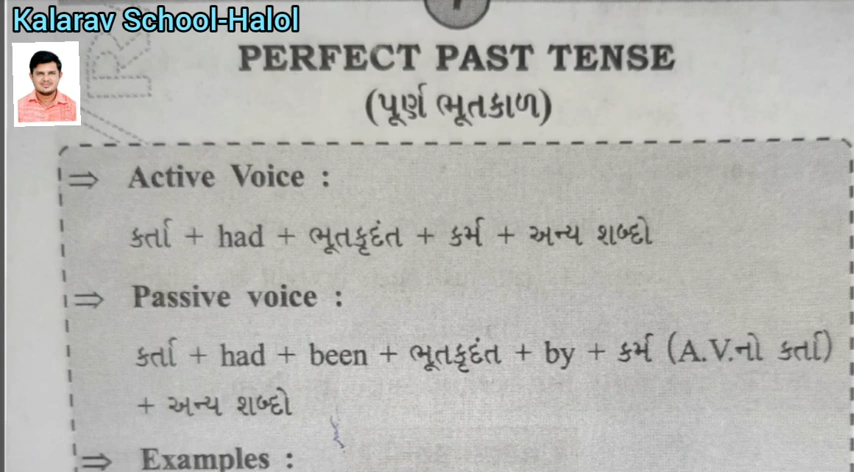 Kalarav School-Halol
PERFECT PAST TENSE
(પૂર્ણ ભૂતકાળ)
⇒ Active Voice :
કર્તા + had + ભૂતકૃદંત + કર્મ + અન્ય શબ્દો
⇒ Passive voice :
કર્તા + had + been + ભૂતકૃદંત + by + કર્મ (A.V.નો કર્તા)
+ અન્ય શબ્દો
⇒ Examples :